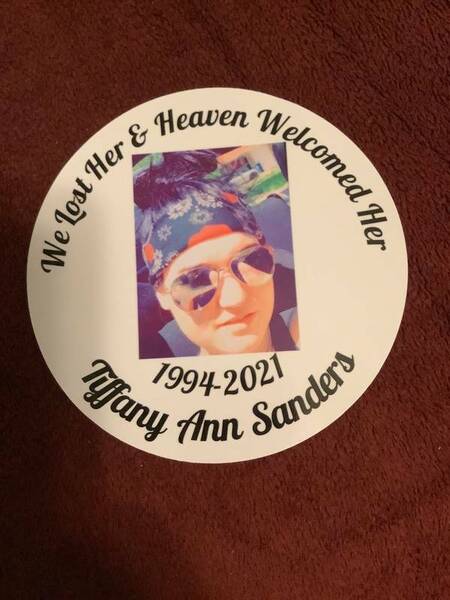 We Lost Her & Heaven Welcomed Her
1994-2021
Tiffany Ann Sanders